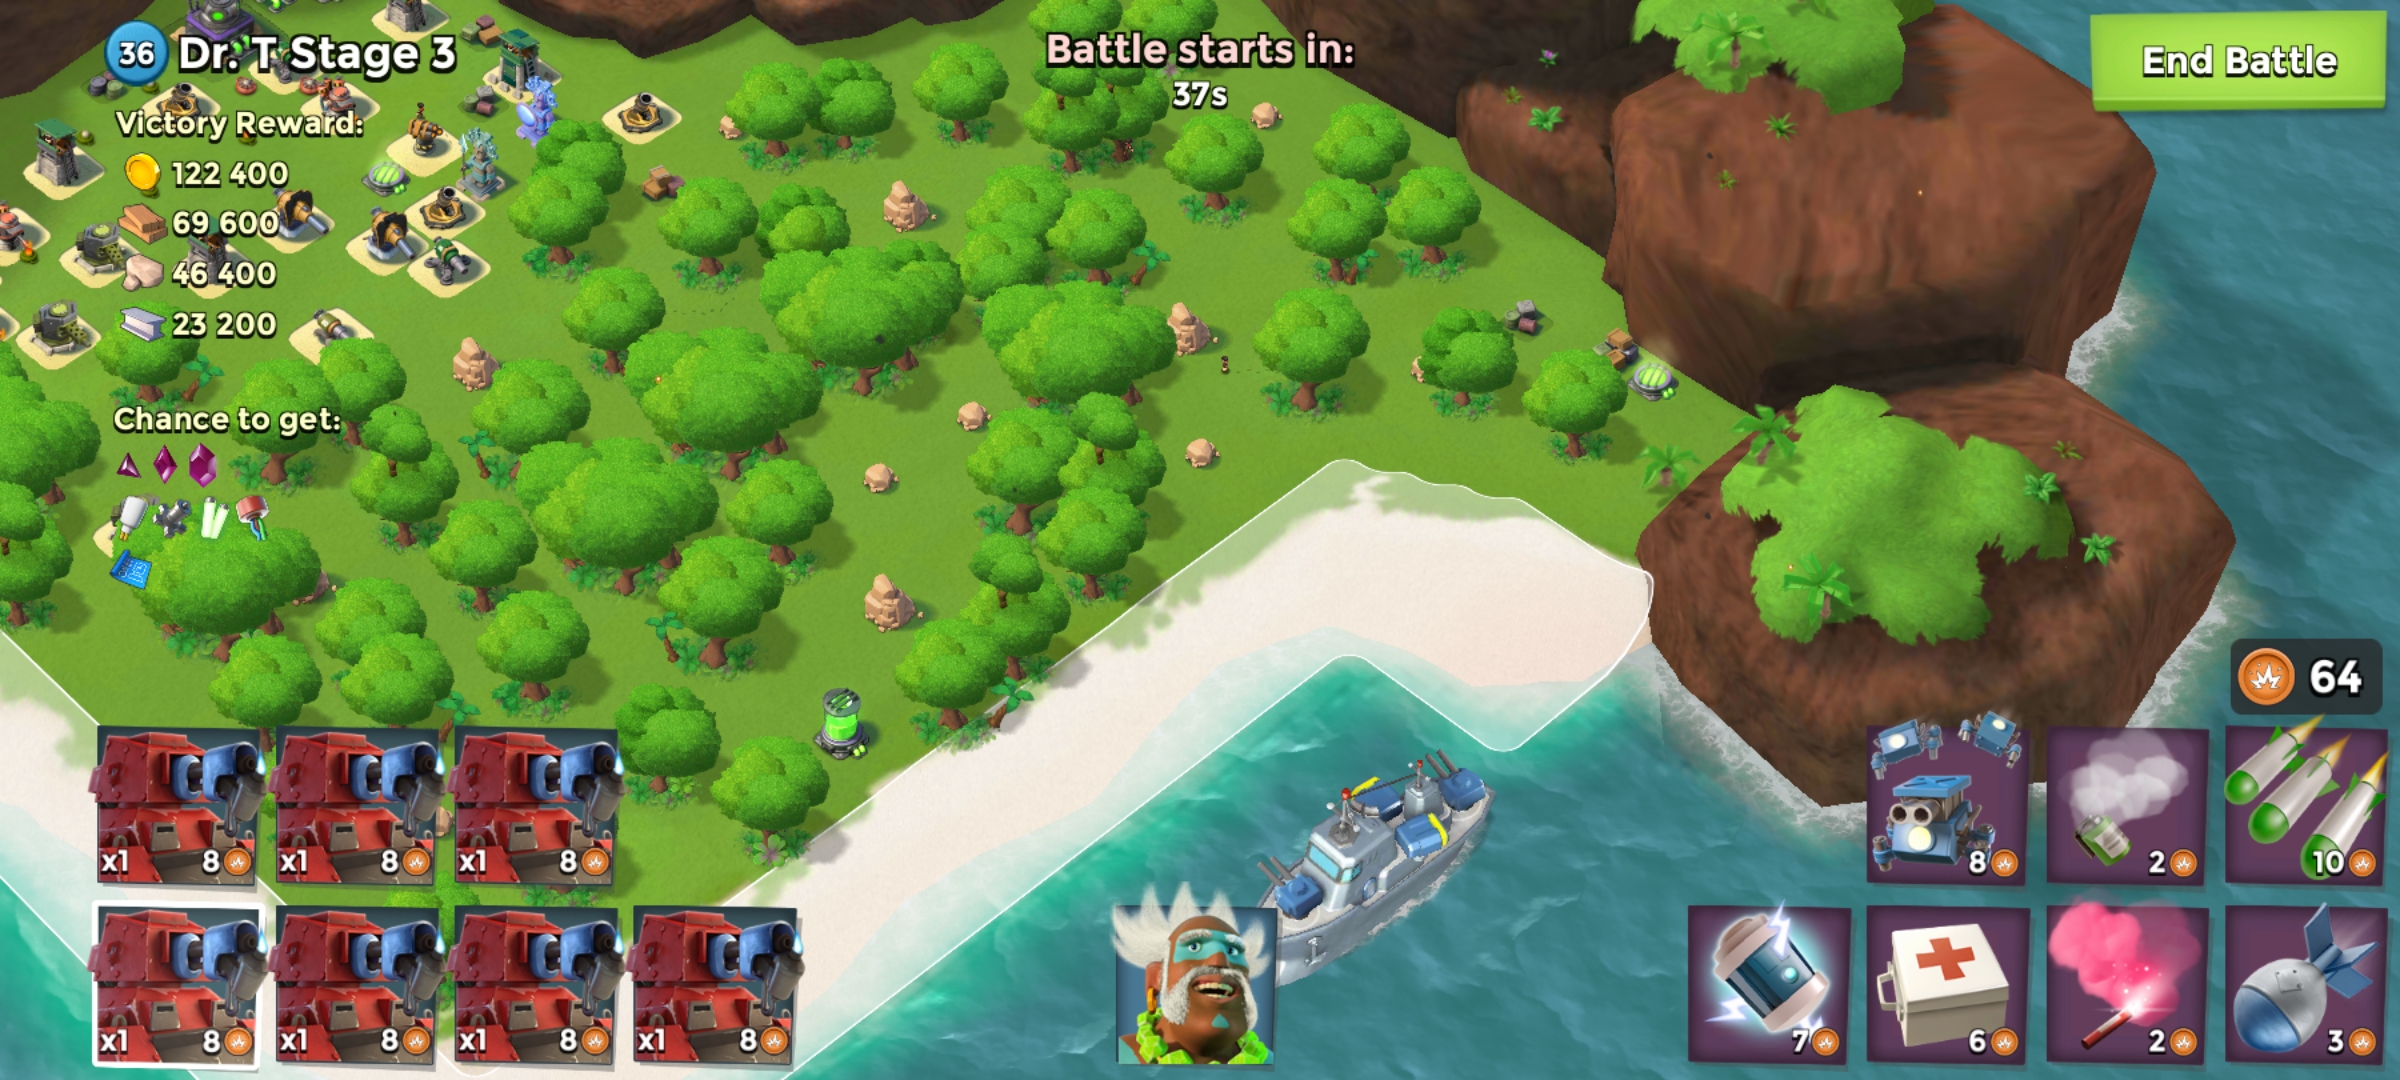 36 Dr. T Stage 3
Battle starts in:
37s
End Battle
Victory Reward:
122 400
69 600
46 400
23 200
Chance to get:
64
x1 8
x1 8
x1 8
8
2
10
x1 8
x1 8
x1 8
x1 8
7
6
2
3